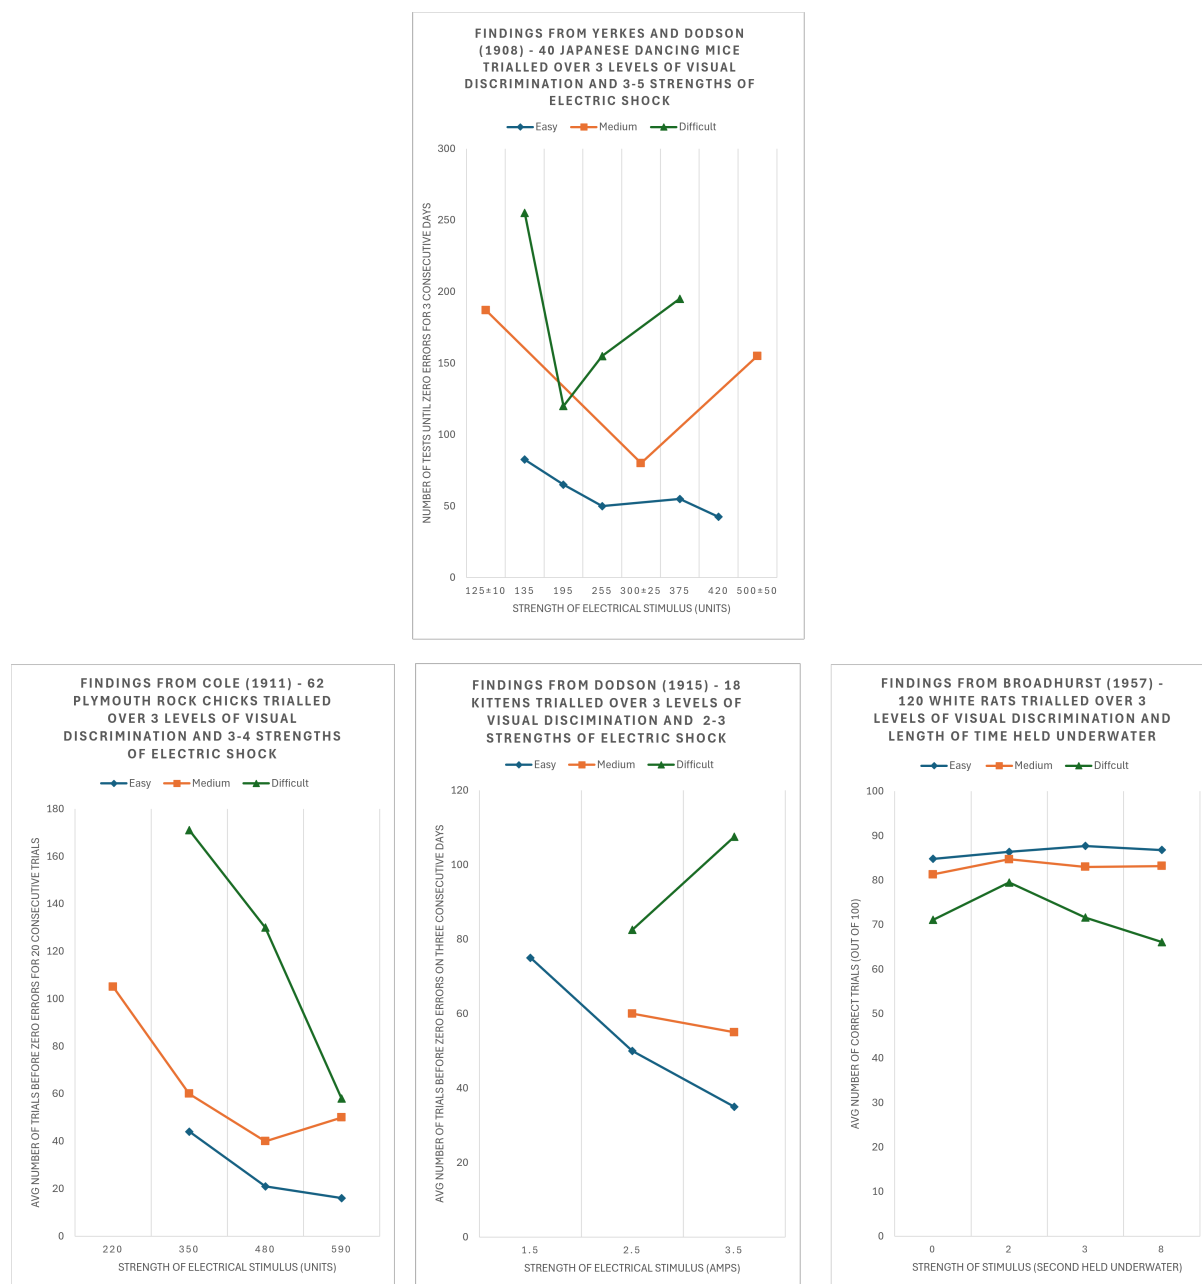 FINDINGS FROM YERKES AND DODSON
(1908) - 40 JAPANESE DANCING MICE
TRIALLED OVER 3 LEVELS OF VISUAL
DISCRIMINATION AND 3-5 STRENGTHS OF
ELECTRIC SHOCK
Easy Medium Difficult
NUMBER OF TESTS UNTIL ZERO ERRORS FOR 3 CONSECUTIVE DAYS
300
250
200
150
100
50
0
125±10 135 195 255 300±25 375 420 500±50
STRENGTH OF ELECTRICAL STIMULUS (UNITS)
FINDINGS FROM COLE (1911) - 62
PLYMOUTH ROCK CHICKS TRIALLED
OVER 3 LEVELS OF VISUAL
DISCRIMINATION AND 3-4 STRENGTHS
OF ELECTRIC SHOCK
Easy Medium Difficult
AVG NUMBER OF TRIALS BEFORE ZERO ERRORS FOR 20 CONSECUTIVE TRIALS
180
160
140
120
100
80
60
40
20
0
220 350 480 590
STRENGTH OF ELECTRICAL STIMULUS (UNITS)
FINDINGS FROM DODSON (1915) - 18
KITTENS TRIALLED OVER 3 LEVELS OF
VISUAL DISCIMINATION AND 2-3
STRENGTHS OF ELECTRIC SHOCK
Easy Medium Difficult
AVG NUMBER OF TRIALS BEFORE ZERO ERRORS ON THREE CONSECUTIVE DAYS
120
100
80
60
40
20
0
1.5 2.5 3.5
STRENGTH OF ELECTRICAL STIMULUS (AMPS)
FINDINGS FROM BROADHURST (1957) -
120 WHITE RATS TRIALLED OVER 3
LEVELS OF VISUAL DISCRIMINATION AND
LENGTH OF TIME HELD UNDERWATER
Easy Medium Diffcult
AVG NUMBER OF CORRECT TRIALS (OUT OF 100)
100
90
80
70
60
50
40
30
20
10
0
0 2 3 8
STRENGTH OF STIMULUS (SECOND HELD UNDERWATER)